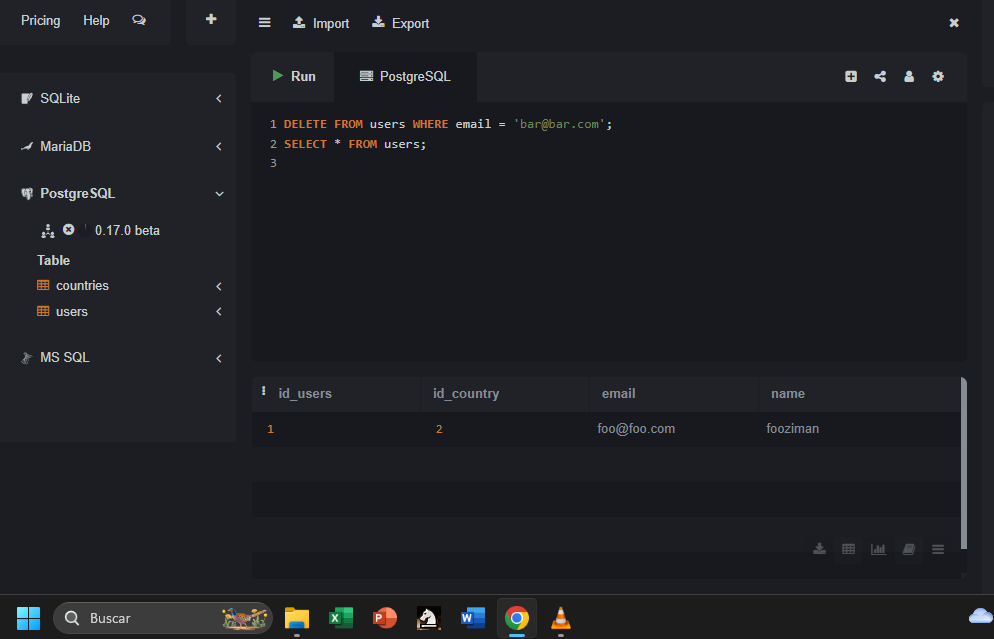 Pricing Help
Import Export
Run PostgreSQL
SQLite
MariaDB
PostgreSQL
0.17.0 beta
Table
countries
users
MS SQL
1 DELETE FROM users WHERE email = 'bar@bar.com';
2 SELECT * FROM users;
3
id_users id_country email name
1 2 foo@foo.com fooziman
Buscar